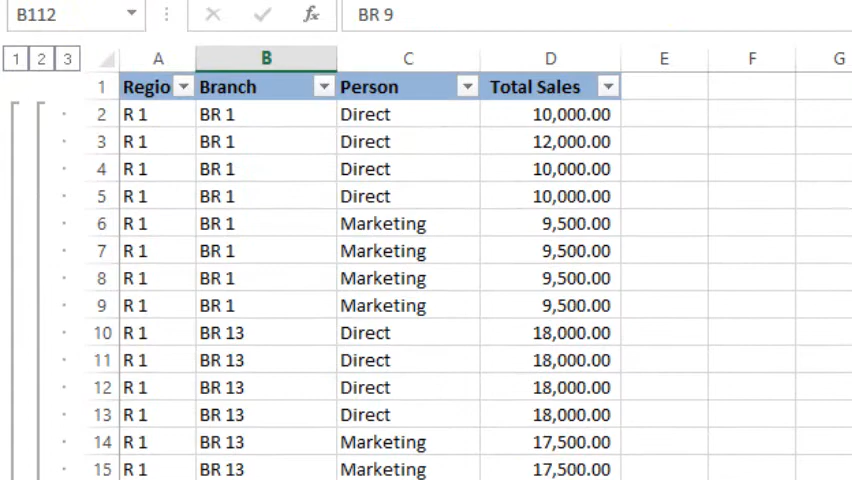 B112 fx BR 9
1 2 3 A B C D E F G
1 Regio Branch Person Total Sales
2 R 1 BR 1 Direct 10,000.00
3 R 1 BR 1 Direct 12,000.00
4 R 1 BR 1 Direct 10,000.00
5 R 1 BR 1 Direct 10,000.00
6 R 1 BR 1 Marketing 9,500.00
7 R 1 BR 1 Marketing 9,500.00
8 R 1 BR 1 Marketing 9,500.00
9 R 1 BR 1 Marketing 9,500.00
10 R 1 BR 13 Direct 18,000.00
11 R 1 BR 13 Direct 18,000.00
12 R 1 BR 13 Direct 18,000.00
13 R 1 BR 13 Direct 18,000.00
14 R 1 BR 13 Marketing 17,500.00
15 R 1 BR 13 Marketing 17,500.00